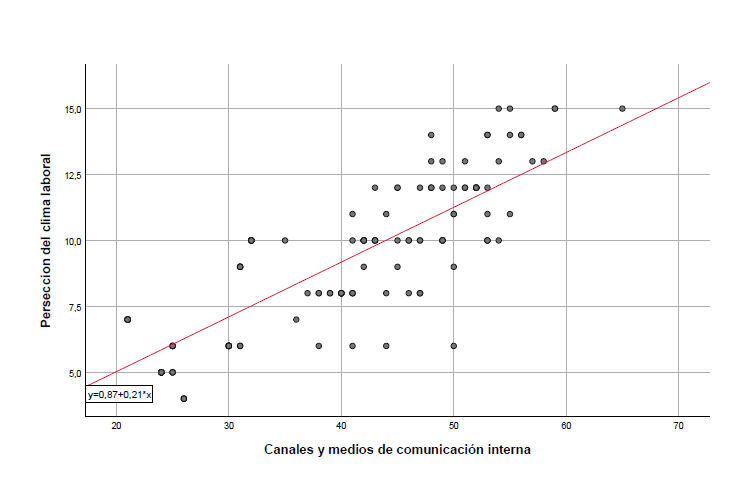 Perseccion del clima laboral
15,0
12,5
10,0
7,5
5,0
y=0,87+0,21*x
20 30 40 50 60 70
Canales y medios de comunicación interna